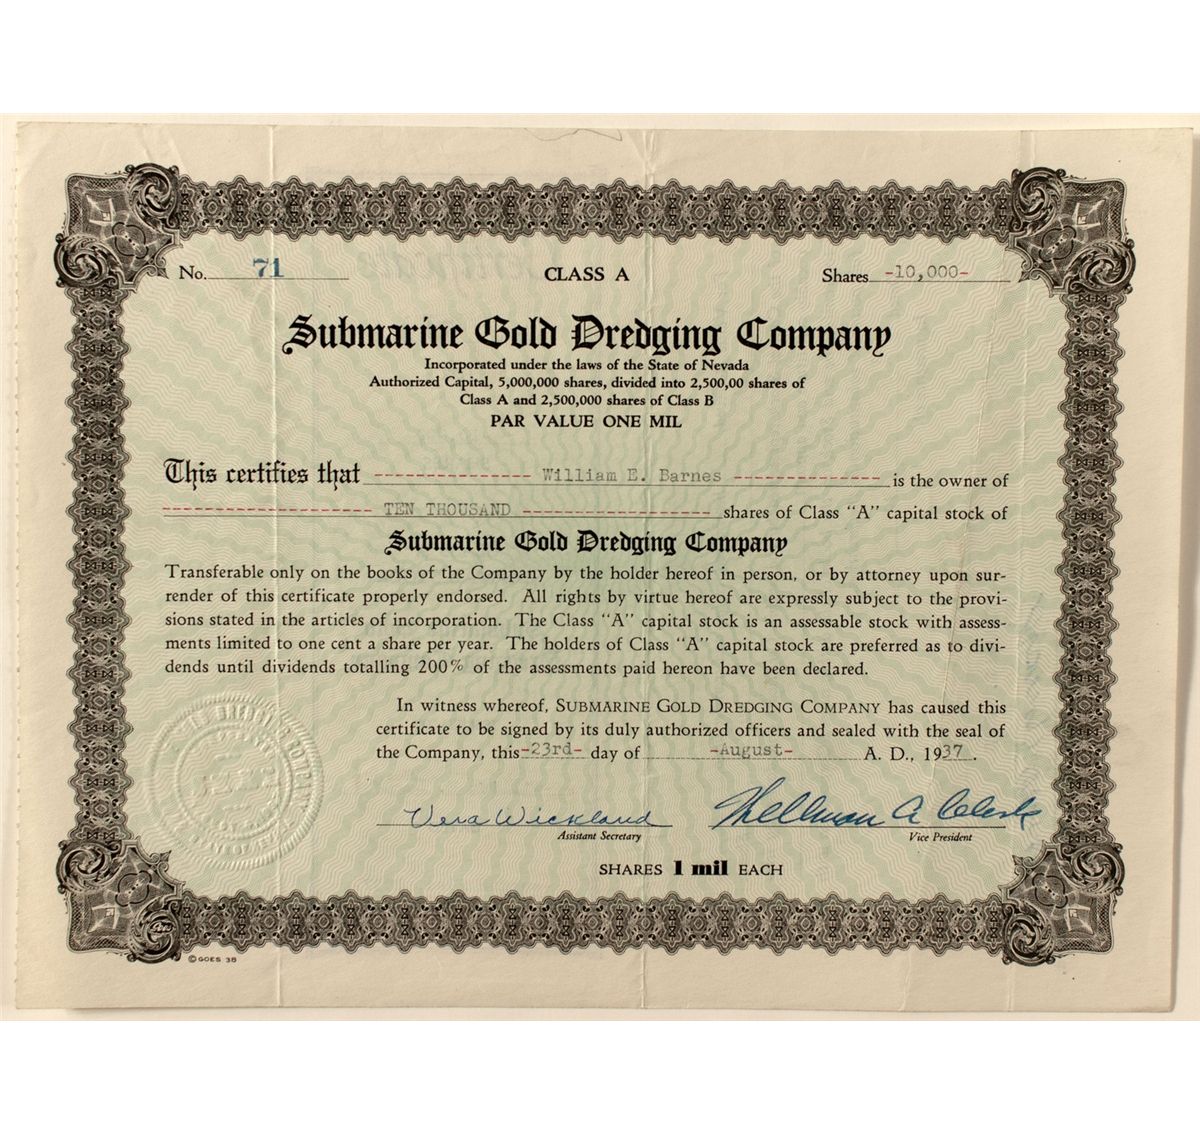 No. 71 CLASS A Shares -10,000-
Submarine Gold Dredging Company
Incorporated under the laws of the State of Nevada
Authorized Capital, 5,000,000 shares, divided into 2,500,00 shares of
Class A and 2,500,000 shares of Class B
PAR VALUE ONE MIL
This certifies that -------------- William E. Barnes -------------- is the owner of
-------------------- TEN THOUSAND ------------------ shares of Class "A" capital stock of
Submarine Gold Dredging Company
Transferable only on the books of the Company by the holder hereof in person, or by attorney upon sur-
render of this certificate properly endorsed. All rights by virtue hereof are expressly subject to the provi-
sions stated in the articles of incorporation. The Class "A" capital stock is an assessable stock with assess-
ments limited to one cent a share per year. The holders of Class "A" capital stock are preferred as to divi-
dends until dividends totalling 200% of the assessments paid hereon have been declared.
In witness whereof, SUBMARINE GOLD DREDGING COMPANY has caused this
certificate to be signed by its duly authorized officers and sealed with the seal of
the Company, this -23rd- day of -August- A. D., 1937.
Vera Wickland
Assistant Secretary
Vice President
SHARES 1 mil EACH
©GOES 38